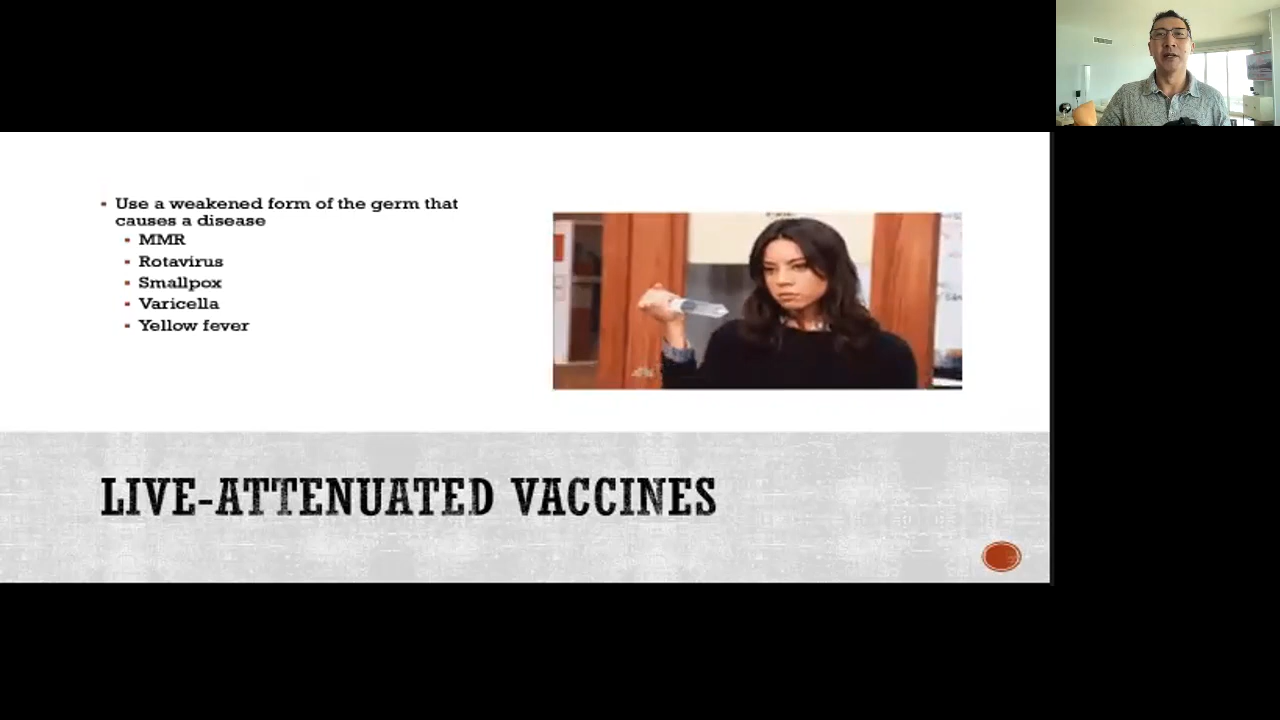 Use a weakened form of the germ that
causes a disease
MMR
Rotavirus
Smallpox
Varicella
Yellow fever
LIVE-ATTENUATED VACCINES